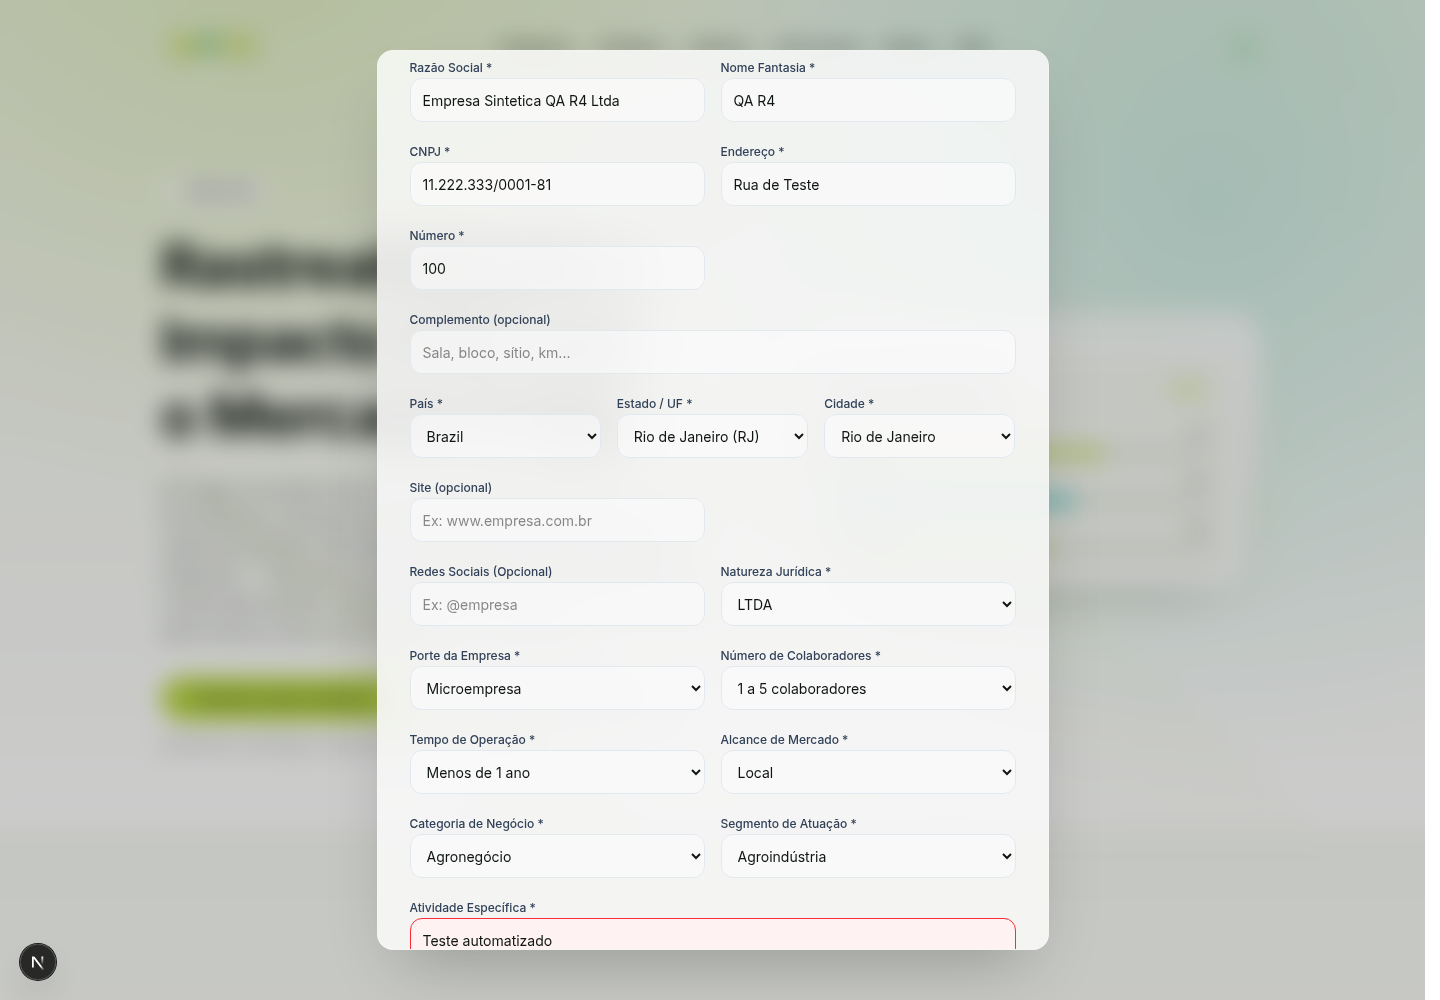 Razão Social *
Nome Fantasia *
Empresa Sintetica QA R4 Ltda
QA R4
CNPJ *
Endereço *
11.222.333/0001-81
Rua de Teste
Número *
100
Complemento (opcional)
Sala, bloco, sítio, km...
País *
Estado / UF *
Cidade *
Brazil
Rio de Janeiro (RJ)
Rio de Janeiro
Site (opcional)
Ex: www.empresa.com.br
Redes Sociais (Opcional)
Natureza Jurídica *
Ex: @empresa
LTDA
Porte da Empresa *
Número de Colaboradores *
Microempresa
1 a 5 colaboradores
Tempo de Operação *
Alcance de Mercado *
Menos de 1 ano
Local
Categoria de Negócio *
Segmento de Atuação *
Agronegócio
Agroindústria
Atividade Específica *
Teste automatizado
N